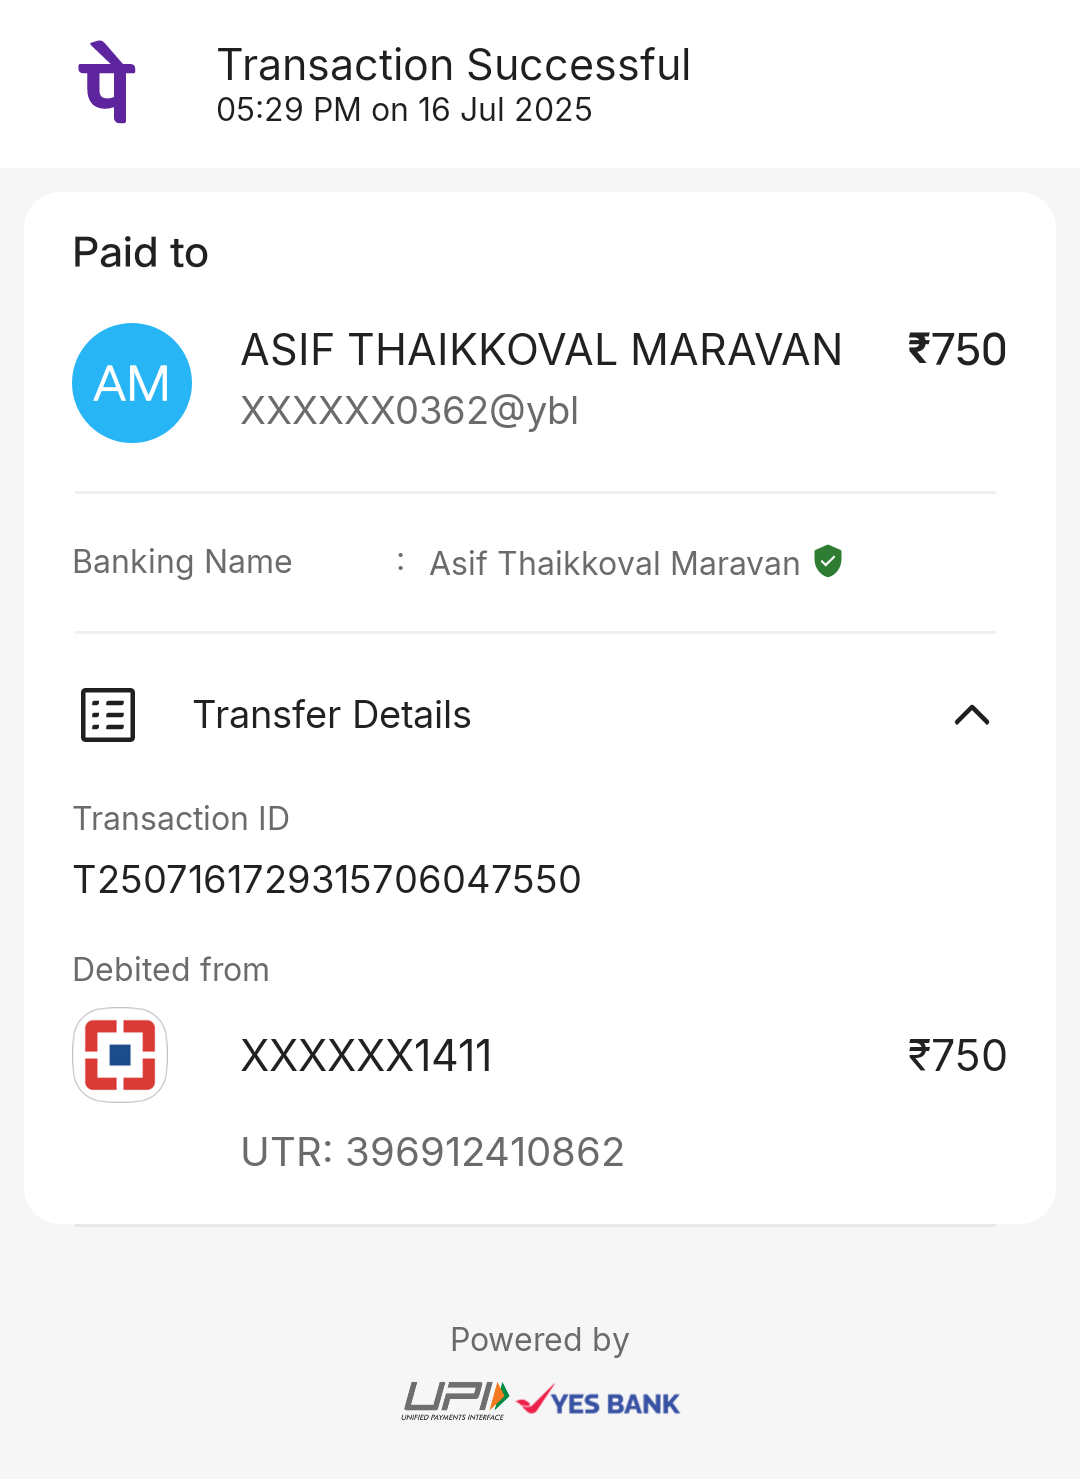 पे
Transaction Successful
05:29 PM on 16 Jul 2025
Paid to
AM
ASIF THAIKKOVAL MARAVAN ₹750
XXXXXX0362@ybl
Banking Name : Asif Thaikkoval Maravan
Transfer Details
Transaction ID
T2507161729315706047550
Debited from
XXXXXX1411 ₹750
UTR: 396912410862
Powered by
UPI YES BANK
UNIFIED PAYMENTS INTERFACE